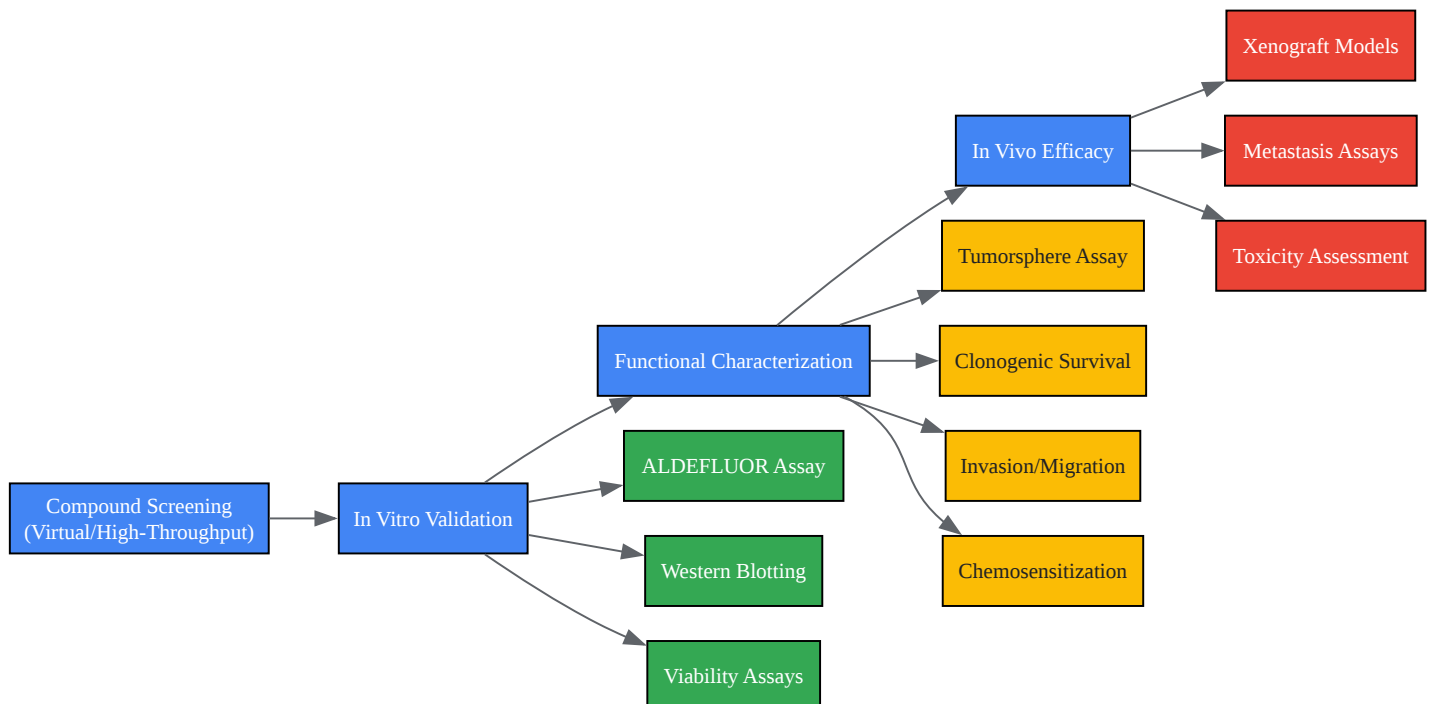 Compound Screening
(Virtual/High-Throughput)
In Vitro Validation
Functional Characterization
ALDEFLUOR Assay
Western Blotting
Viability Assays
In Vivo Efficacy
Tumorsphere Assay
Clonogenic Survival
Invasion/Migration
Chemosensitization
Xenograft Models
Metastasis Assays
Toxicity Assessment